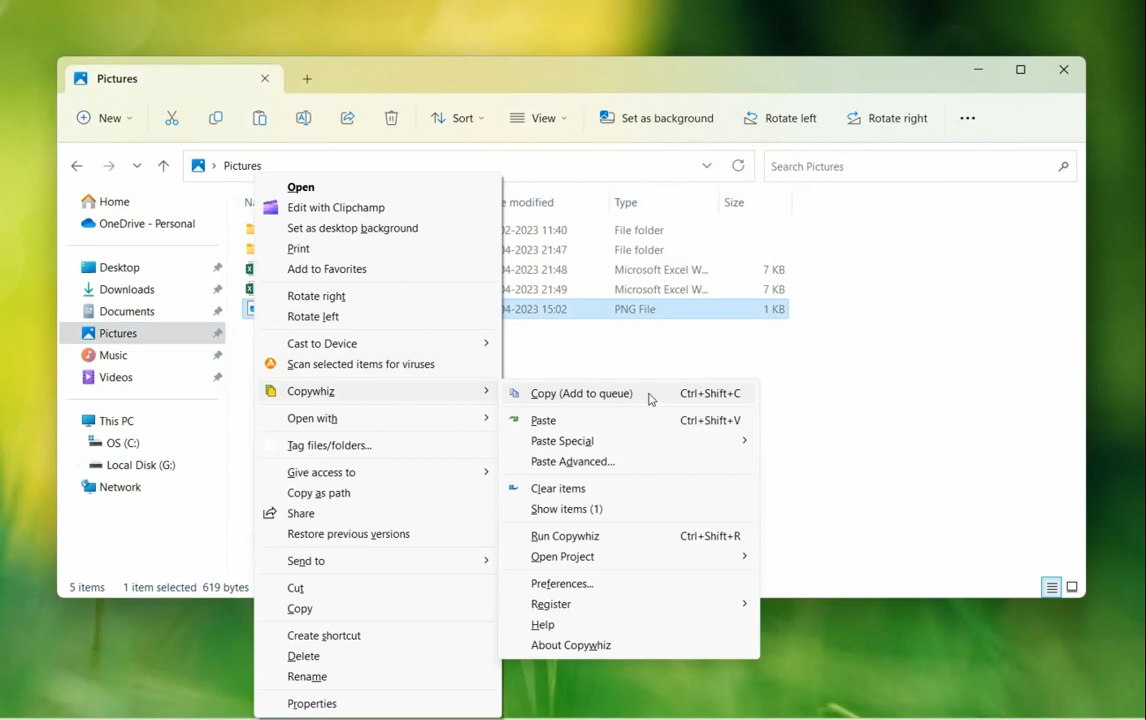 Pictures
New
Sort
View
Set as background
Rotate left
Rotate right
Pictures
Search Pictures
Home
OneDrive - Personal
Desktop
Downloads
Documents
Pictures
Music
Videos
This PC
OS (C:)
Local Disk (G:)
Network
modified
Type
Size
02-2023 11:40
File folder
04-2023 21:47
File folder
04-2023 21:48
Microsoft Excel W...
7 KB
04-2023 21:49
Microsoft Excel W...
7 KB
04-2023 15:02
PNG File
1 KB
Open
Edit with Clipchamp
Set as desktop background
Print
Add to Favorites
Rotate right
Rotate left
Cast to Device
Scan selected items for viruses
Copywhiz
Open with
Tag files/folders...
Give access to
Copy as path
Share
Restore previous versions
Send to
Cut
Copy
Create shortcut
Delete
Rename
Properties
Copy (Add to queue) Ctrl+Shift+C
Paste Ctrl+Shift+V
Paste Special
Paste Advanced...
Clear items
Show items (1)
Run Copywhiz Ctrl+Shift+R
Open Project
Preferences...
Register
Help
About Copywhiz
5 items 1 item selected 619 bytes